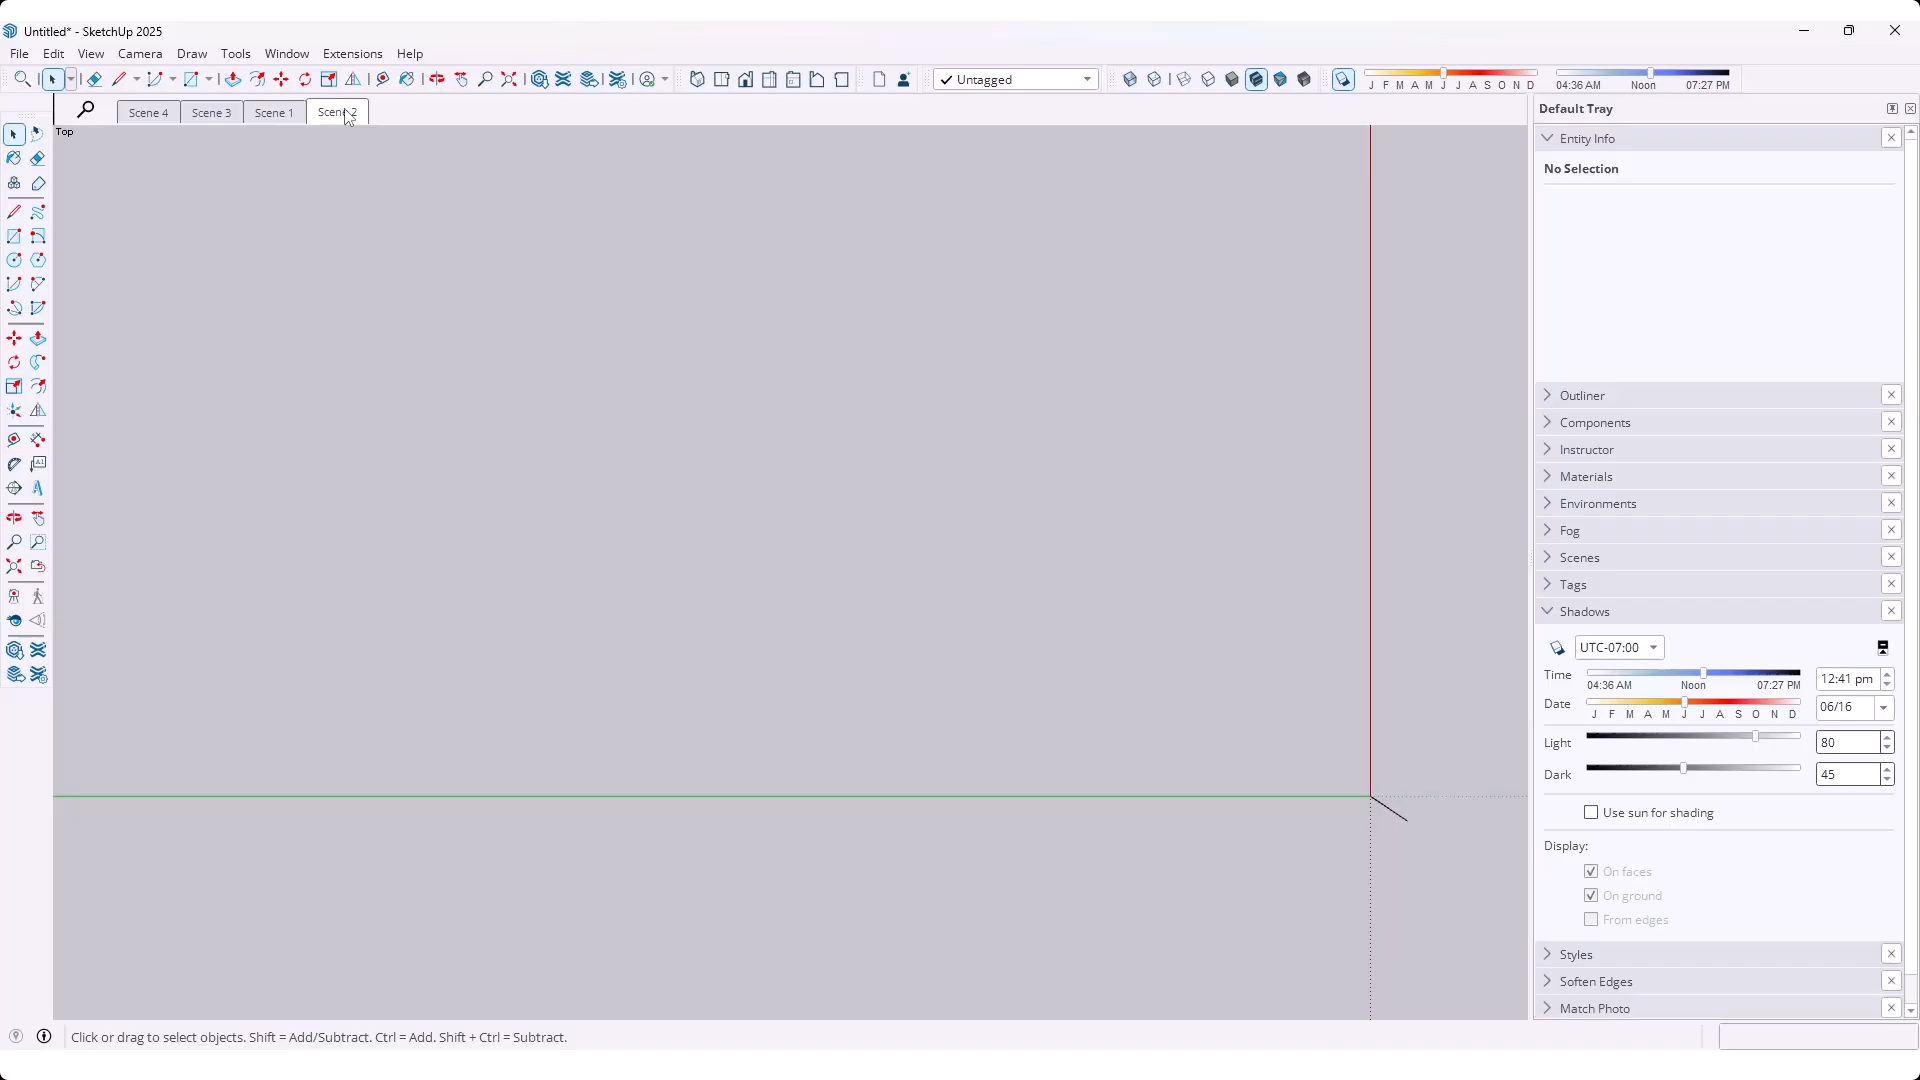 Untitled* - SketchUp 2025
File Edit View Camera Draw Tools Window Extensions Help
Untagged
J F M A M J J A S O N D 04:36 AM Noon 07:27 PM
Scene 4 Scene 3 Scene 1 Scene 2
Default Tray
Top
Entity Info
No Selection
Outliner
Components
Instructor
Materials
Environments
Fog
Scenes
Tags
Shadows
UTC-07:00
Time 04:36 AM Noon 07:27 PM 12:41 pm
Date J F M A M J J A S O N D 06/16
Light 80
Dark 45
Use sun for shading
Display:
On faces
On ground
From edges
Styles
Soften Edges
Match Photo
Click or drag to select objects. Shift = Add/Subtract. Ctrl = Add. Shift + Ctrl = Subtract.